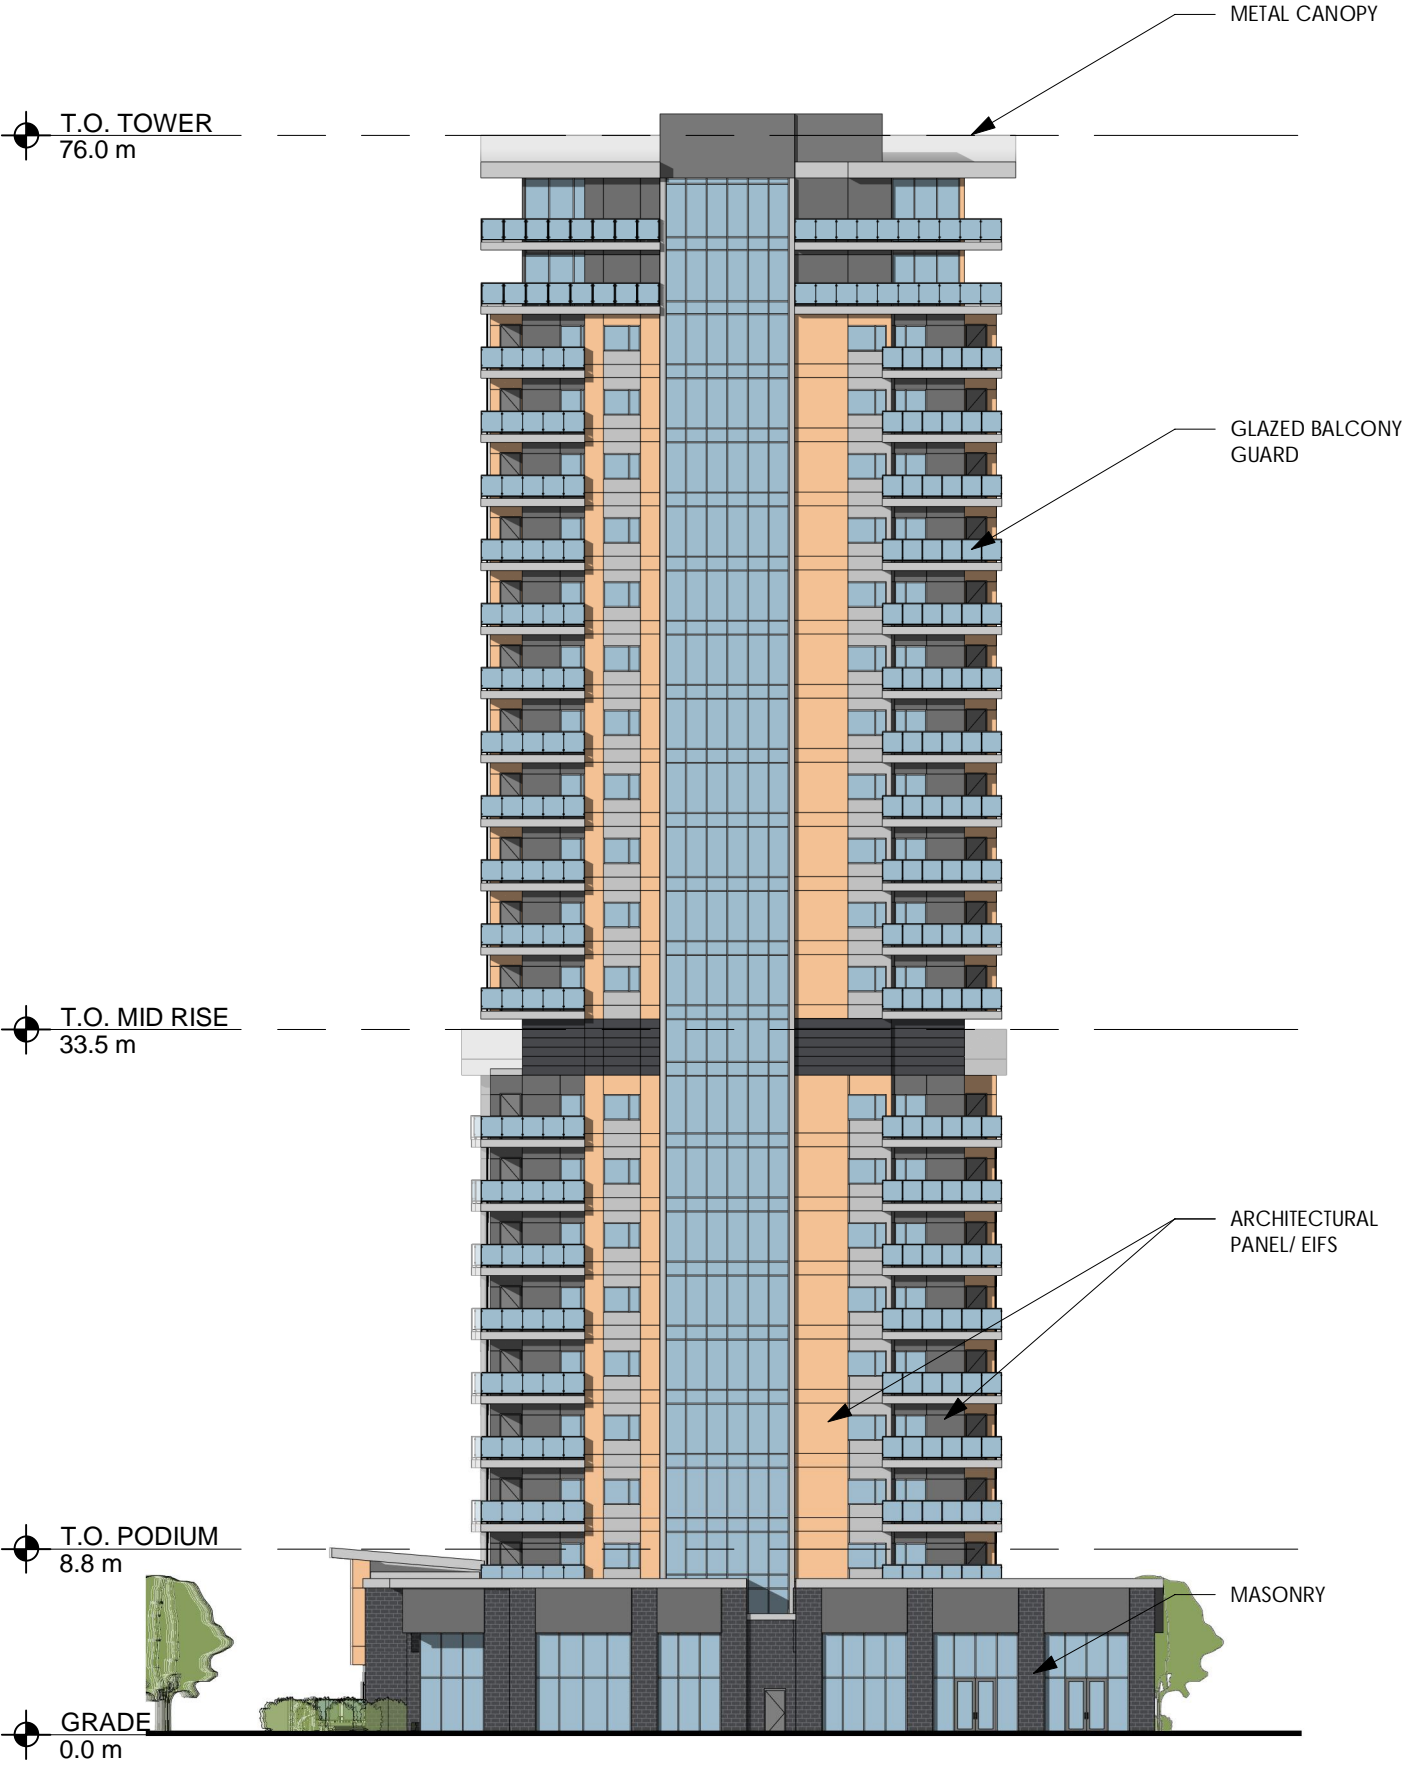 METAL CANOPY
T.O. TOWER
76.0 m
GLAZED BALCONY
GUARD
T.O. MID RISE
33.5 m
ARCHITECTURAL
PANEL/ EIFS
T.O. PODIUM
8.8 m
MASONRY
GRADE
0.0 m